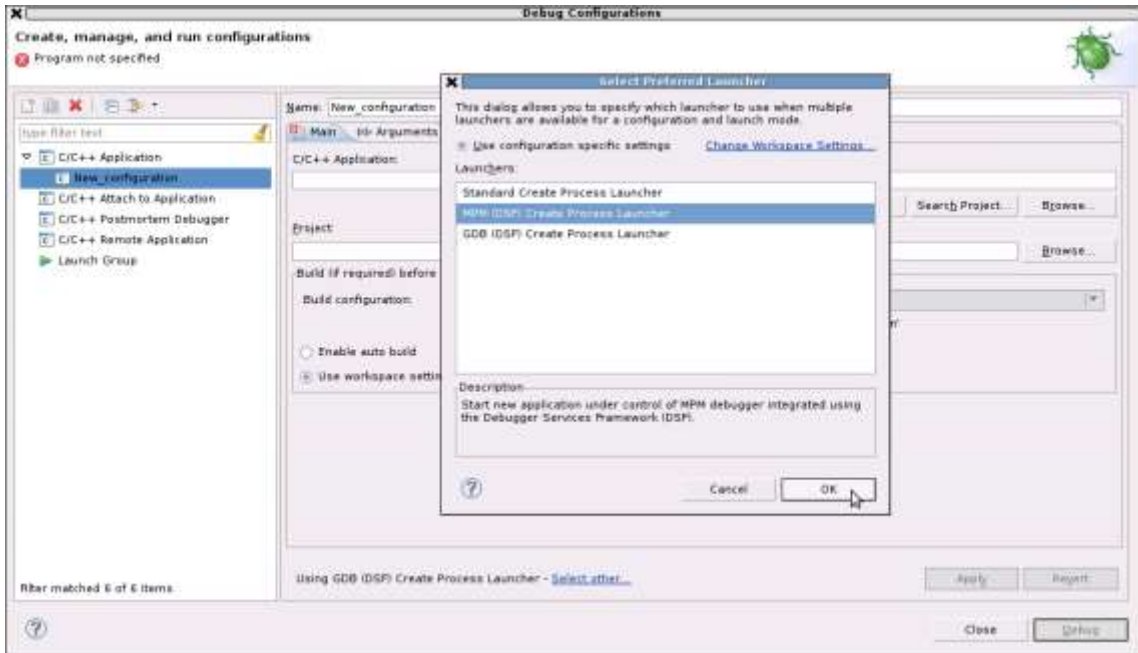 Debug Configurations
Create, manage, and run configurations
Program not specified
type filter text
C/C++ Application
New_configuration
C/C++ Attach to Application
C/C++ Postmortem Debugger
C/C++ Remote Application
Launch Group
Filter matched 6 of 6 items
Name: New_configuration
Main
Arguments
C/C++ Application:
Search Project...
Browse...
Project:
Browse...
Build (if required) before
Build configuration:
Enable auto build
Use workspace settin
Using GDB (DSF) Create Process Launcher - Select other...
Apply
Revert
Close
Debug
Select Preferred Launcher
This dialog allows you to specify which launcher to use when multiple
launchers are available for a configuration and launch mode.
Use configuration specific settings
Change Workspace Settings...
Launchers:
Standard Create Process Launcher
MPM (DSF) Create Process Launcher
GDB (DSF) Create Process Launcher
Description
Start new application under control of MPM debugger integrated using
the Debugger Services Framework (DSF).
Cancel
OK